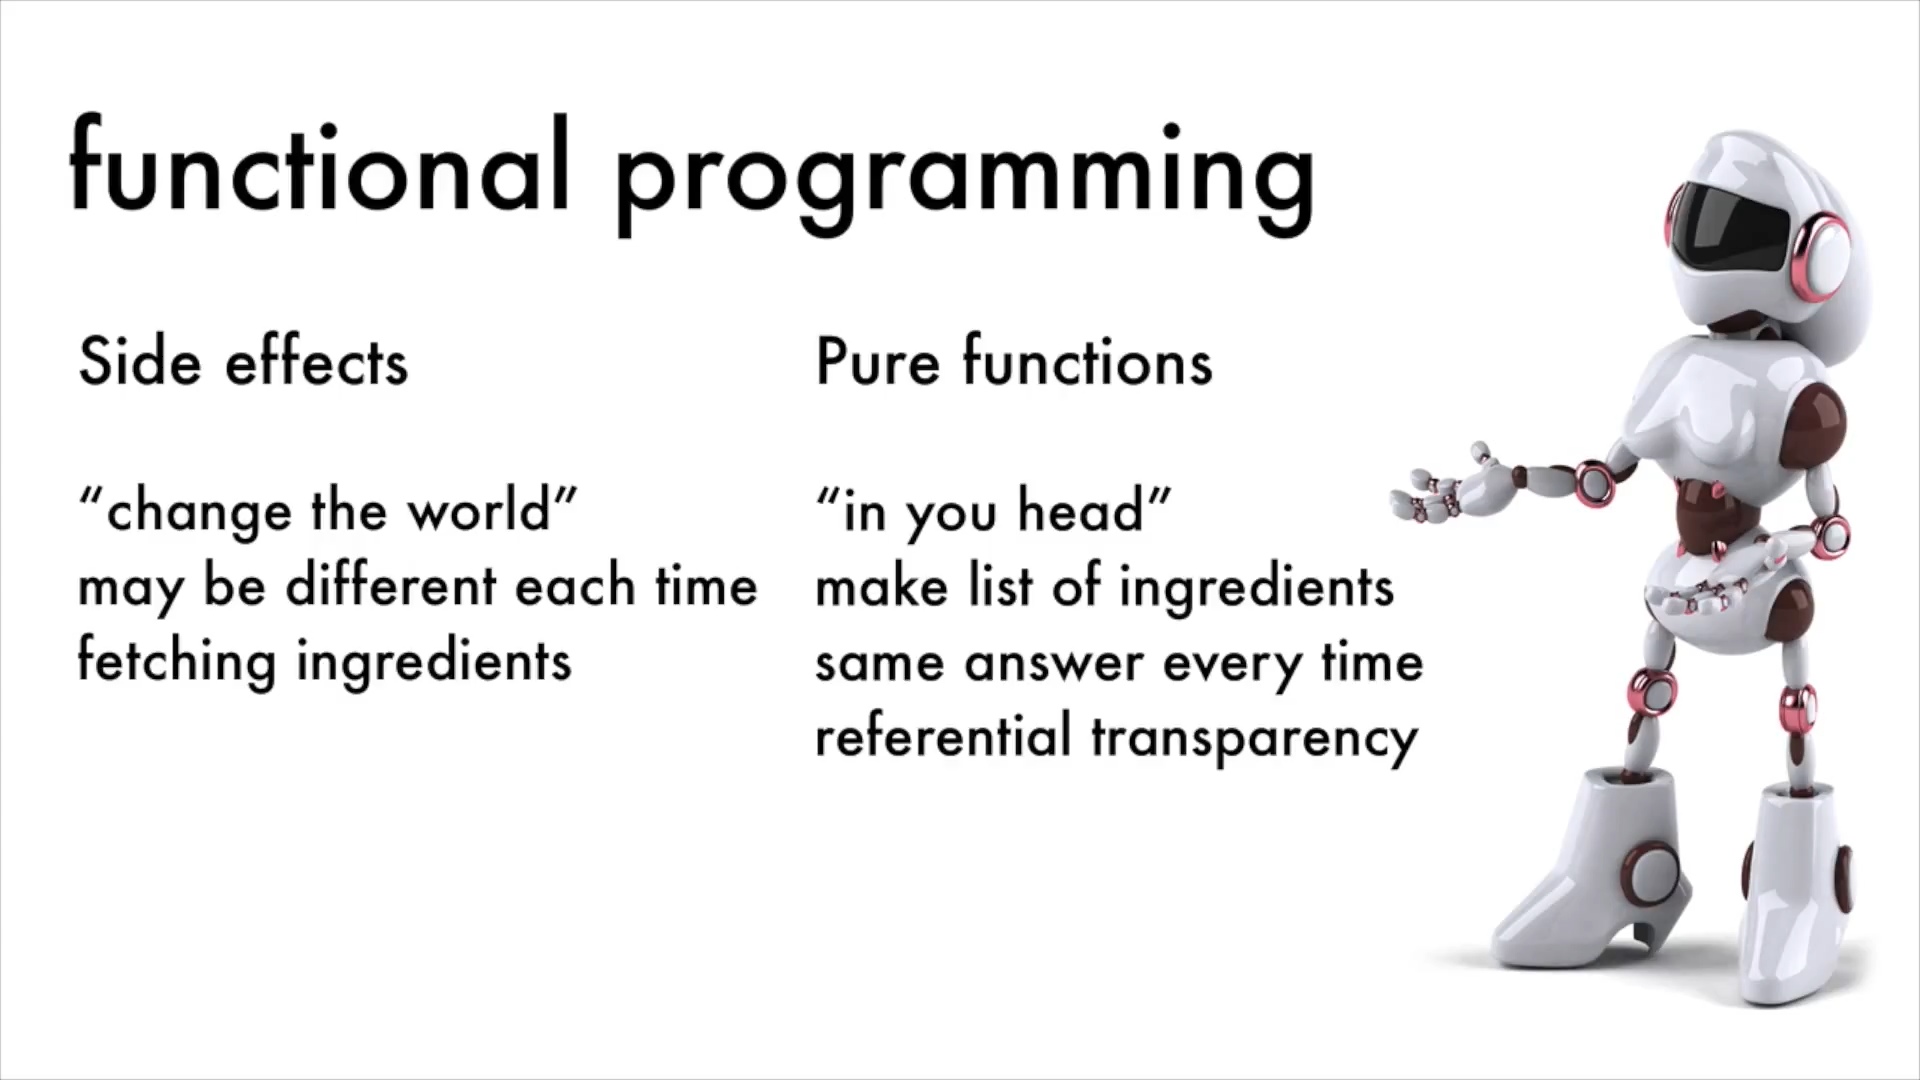 functional programming
Side effects
“change the world”
may be different each time
fetching ingredients
Pure functions
“in you head”
make list of ingredients
same answer every time
referential transparency